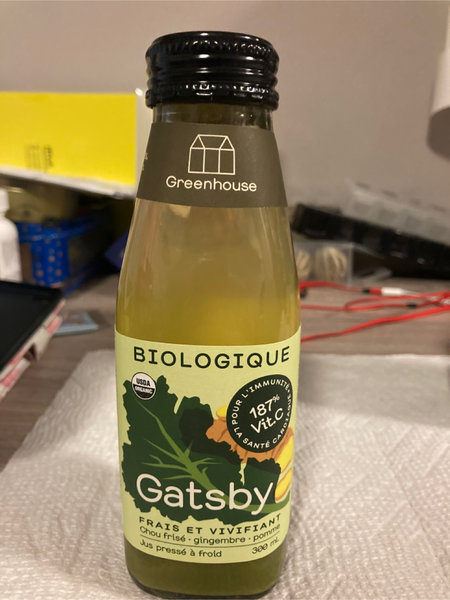 Greenhouse
BIOLOGIQUE
USDA
ORGANIC
POUR L'IMMUNITÉ
187%
Vit. C
LA SANTÉ CARDIAQUE
Gatsby
FRAIS ET VIVIFIANT
Chou frisé · gingembre · pomme
Jus pressé à froid
300 mL